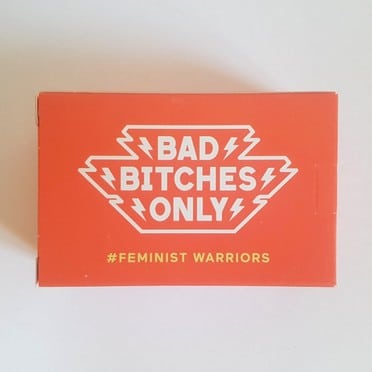 BAD
BITCHES
ONLY
#FEMINIST WARRIORS